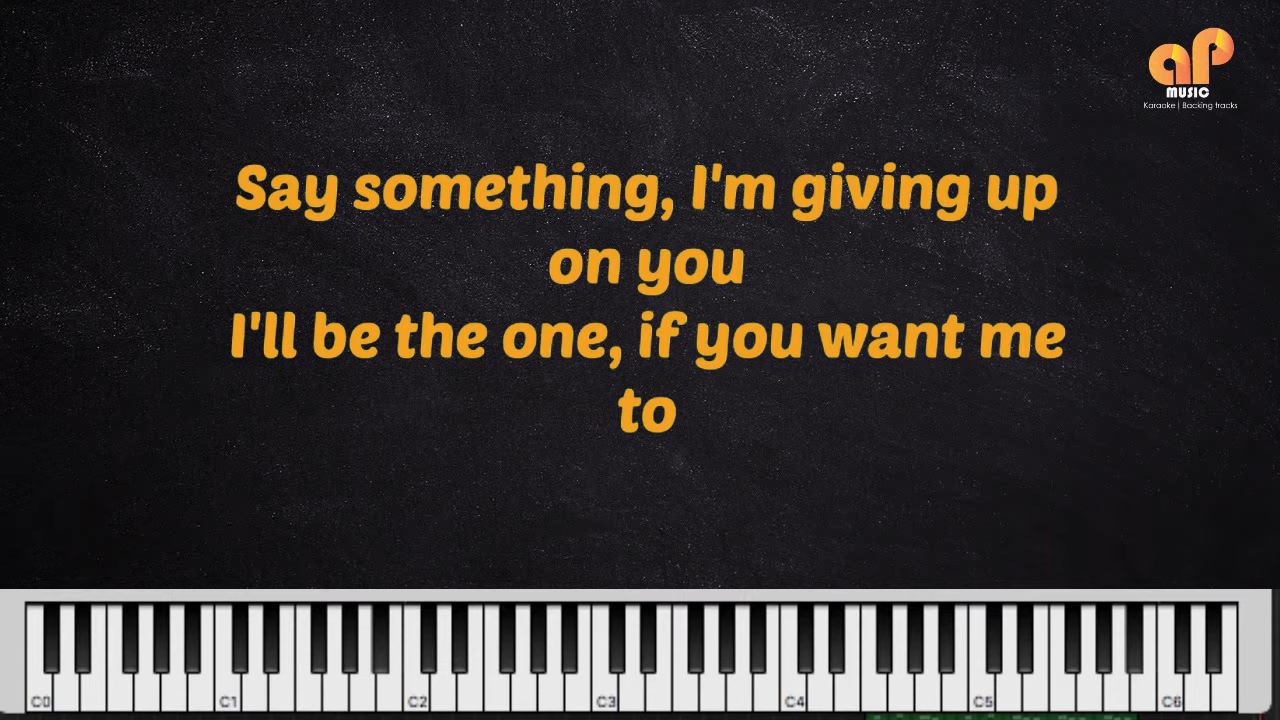 aP
MUSIC
Karaoke | Backing tracks
Say something, I'm giving up
on you
I'll be the one, if you want me
to
C0 C1 C2 C3 C4 C5 C6